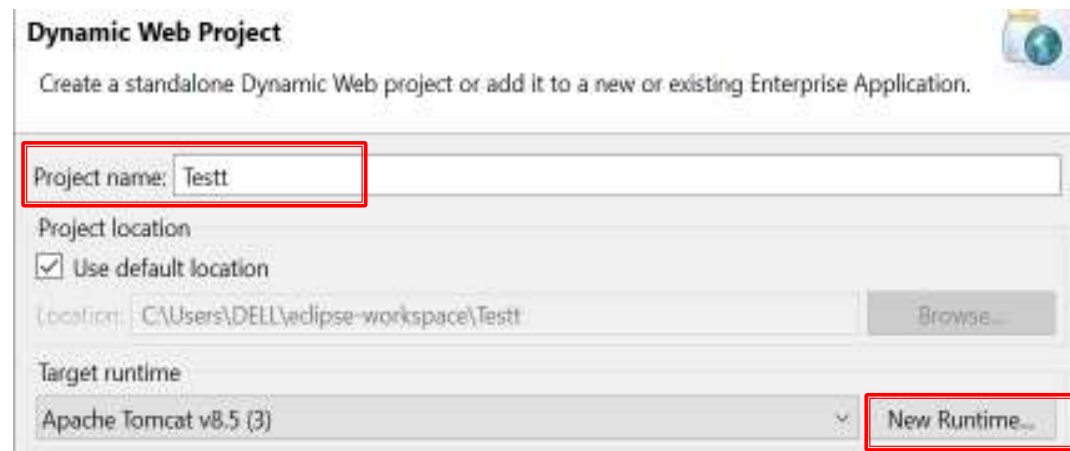 Dynamic Web Project
Create a standalone Dynamic Web project or add it to a new or existing Enterprise Application.
Project name: Testt
Project location
Use default location
Location: C:\Users\DELL\eclipse-workspace\Testt Browse...
Target runtime
Apache Tomcat v8.5 (3) New Runtime...